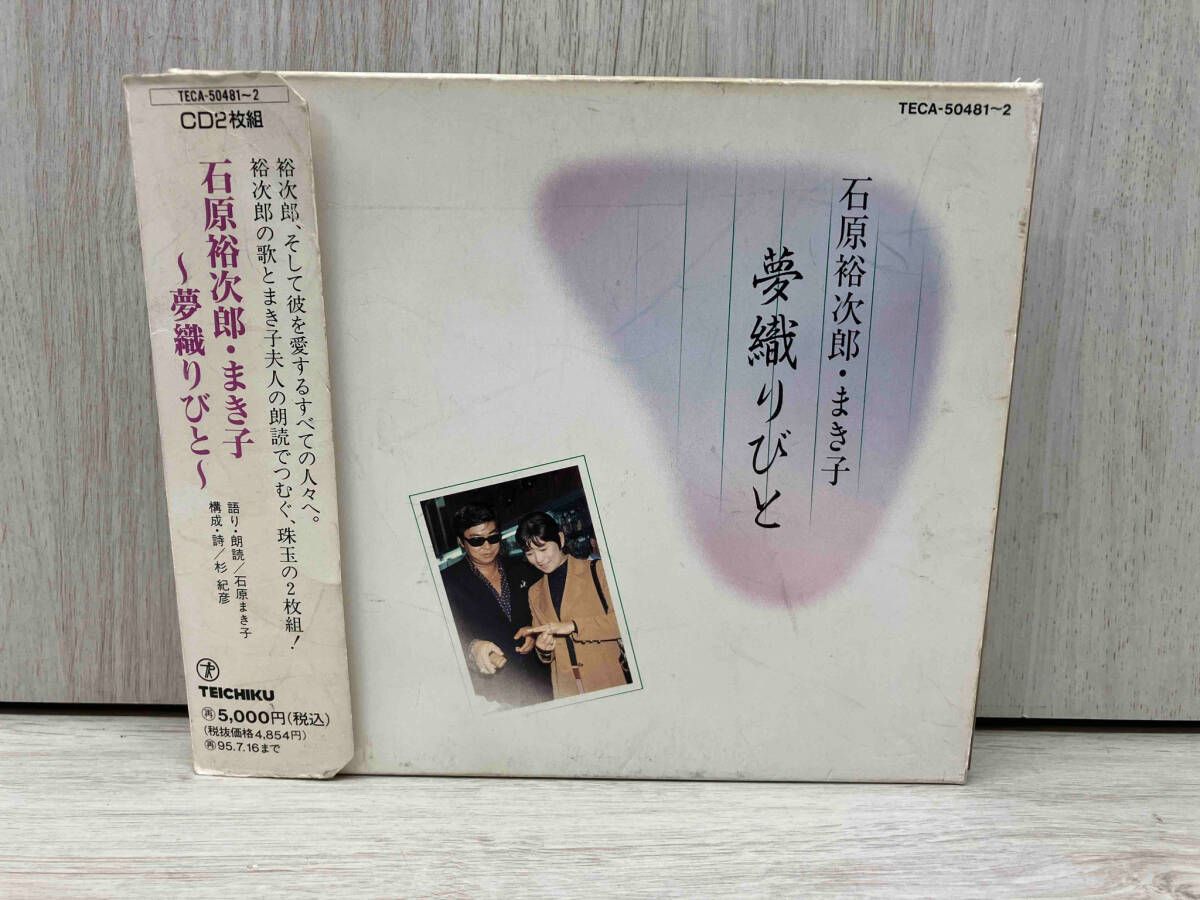 TECA-50481～2
CD2枚組
裕次郎、そして彼を愛するすべての人々へ。
裕次郎の歌とまき子夫人の朗読でつむぐ、珠玉の2枚組!
石原裕次郎・まき子
～夢織りびと～
語り・朗読／石原まき子
構成・詩／杉 紀彦
TEICHIKU
再5,000円(税込)
(税抜価格4,854円)
再95.7.16まで
TECA-50481～2
石原裕次郎・まき子
夢織りびと